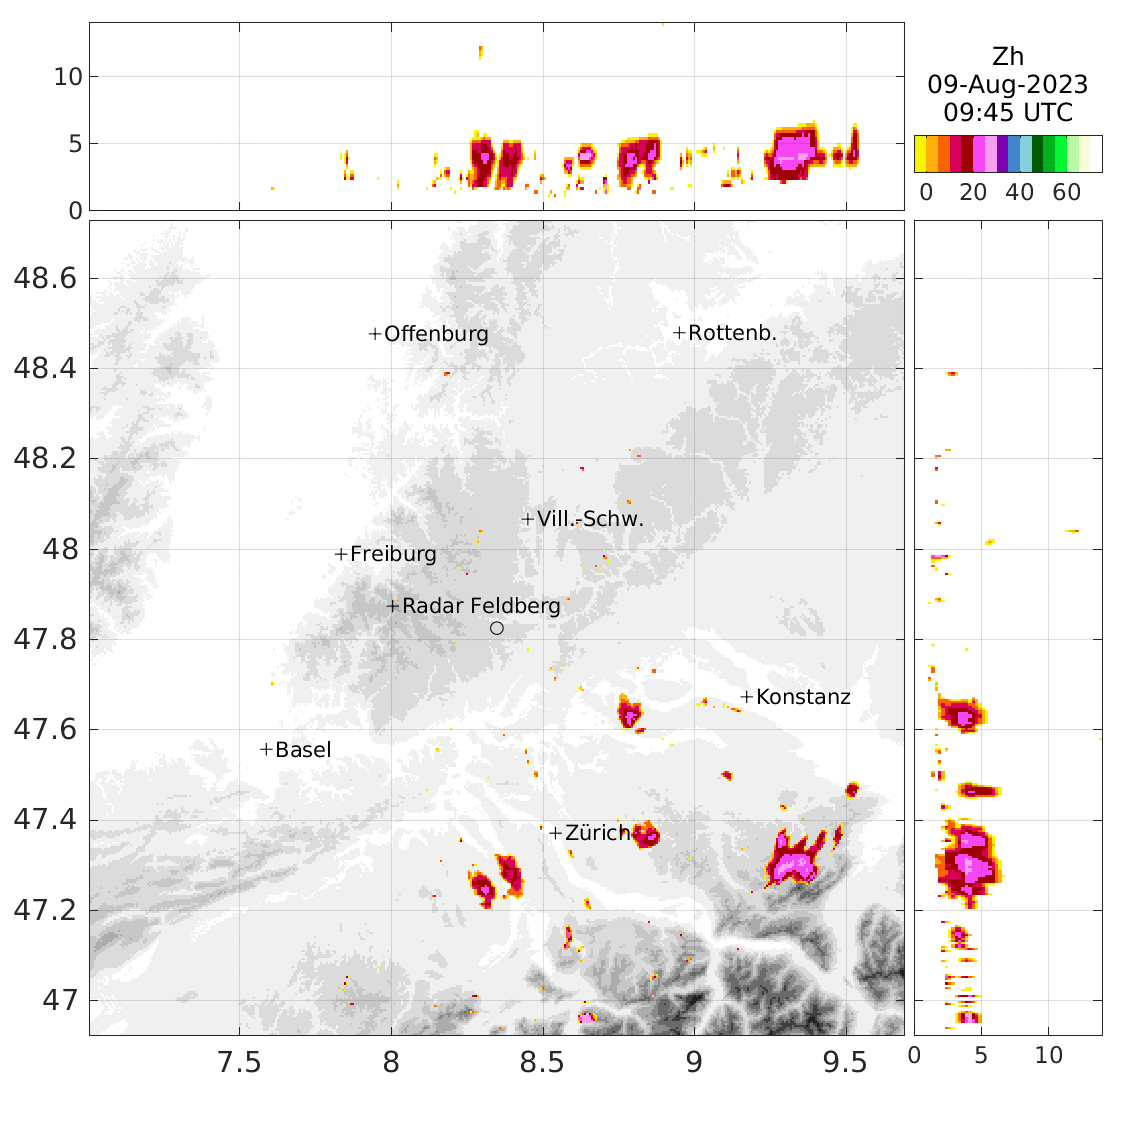 Zh
09-Aug-2023
09:45 UTC
0 20 40 60
10
5
0
48.6
48.4
48.2
48
47.8
47.6
47.4
47.2
47
+Offenburg
+Rottenb.
+Vill.-Schw.
+Freiburg
+Radar Feldberg
+Konstanz
+Basel
+Zürich
7.5 8 8.5 9 9.5
0 5 10